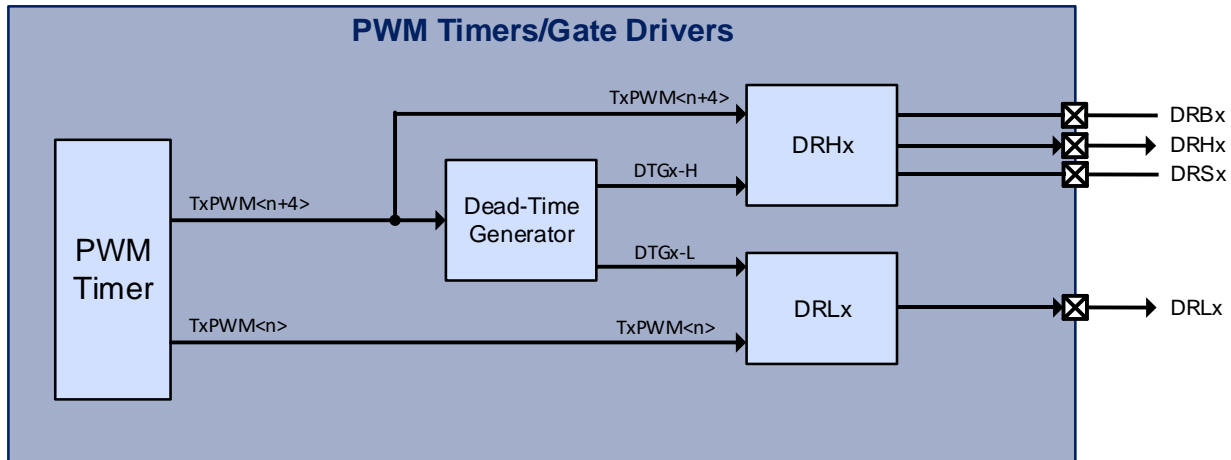 PWM Timers/Gate Drivers
TxPWM<n+4>
DRBx
DRHx
DRHx
DRSx
DTGx-H
TxPWM<n+4>
Dead-Time
Generator
PWM
Timer
DTGx-L
DRLx
DRLx
TxPWM<n>
TxPWM<n>